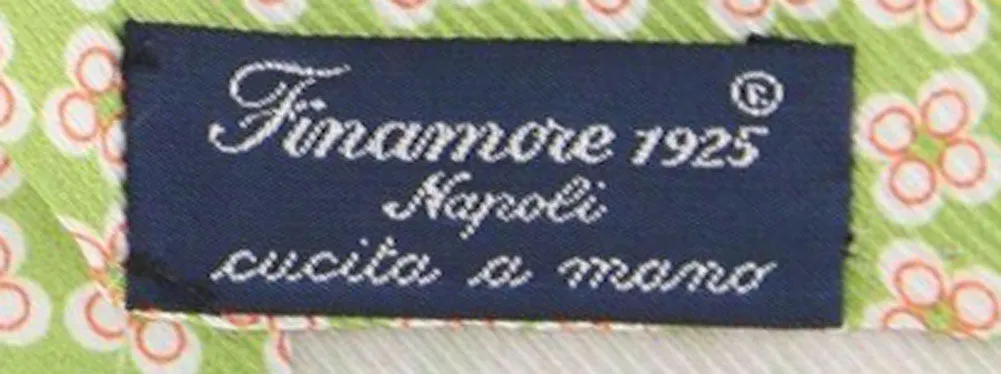 Finamore 1925®
Napoli
cucita a mano